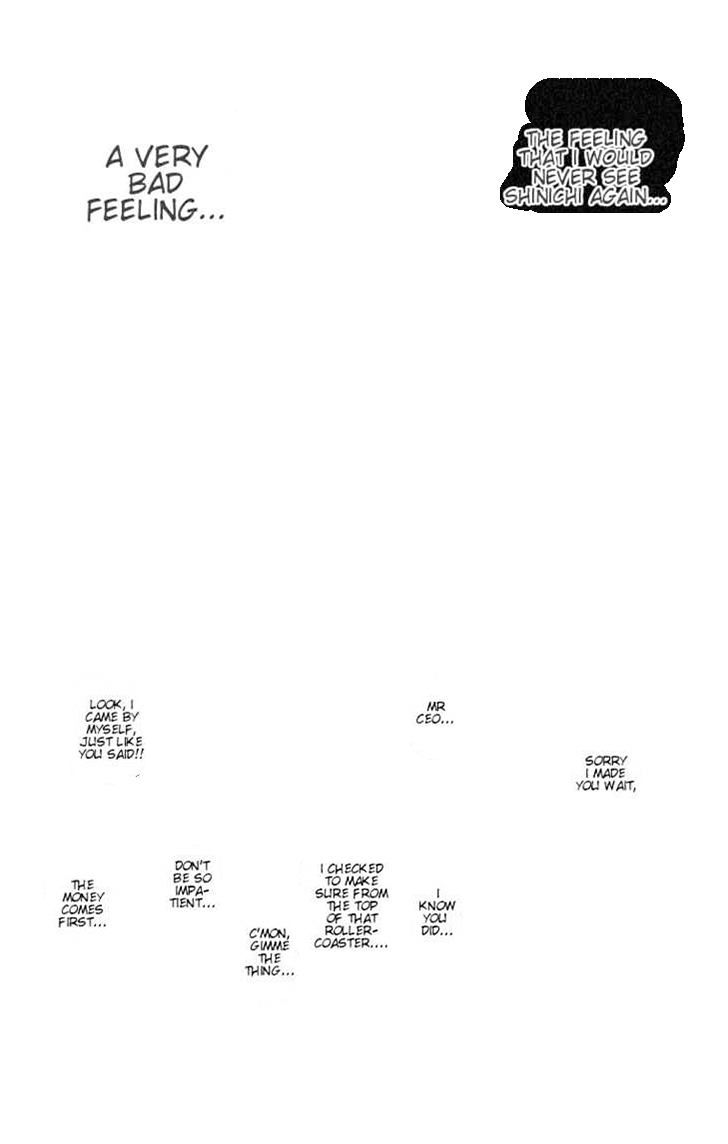 THE FEELING
THAT I WOULD
NEVER SEE
SHINICHI AGAIN...
A VERY
BAD
FEELING...
SORRY
I MADE
YOU WAIT,
MR
CEO...
LOOK, I
CAME BY
MYSELF,
JUST LIKE
YOU SAID!!
I
KNOW
YOU
DID...
I CHECKED
TO MAKE
SURE FROM
THE TOP
OF THAT
ROLLER-
COASTER....
C'MON,
GIMME
THE
THING...
DON'T
BE SO
IMPA-
TIENT...
THE
MONEY
COMES
FIRST...